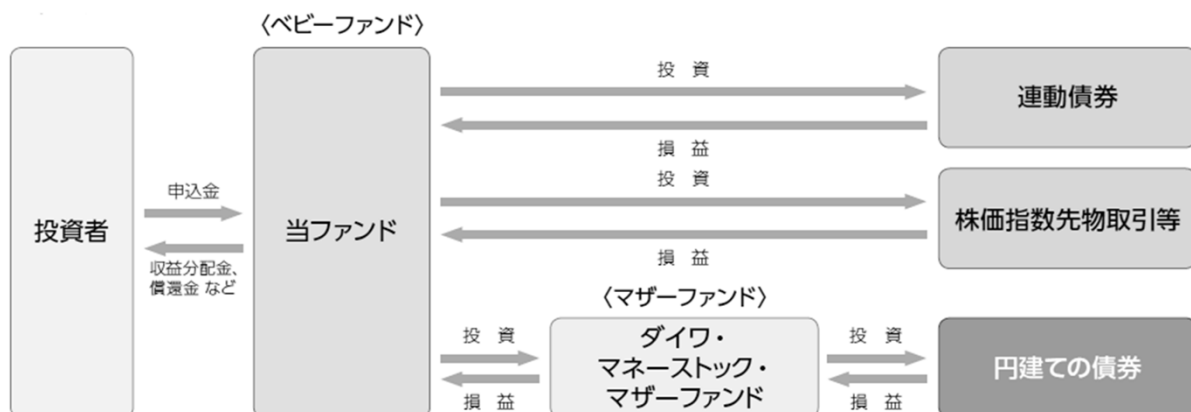 〈ベビーファンド〉
投資者
申込金
収益分配金、
償還金 など
当ファンド
投 資
損 益
連動債券
投 資
損 益
株価指数先物取引等
〈マザーファンド〉
投 資
損 益
ダイワ・
マネーストック・
マザーファンド
投 資
損 益
円建ての債券